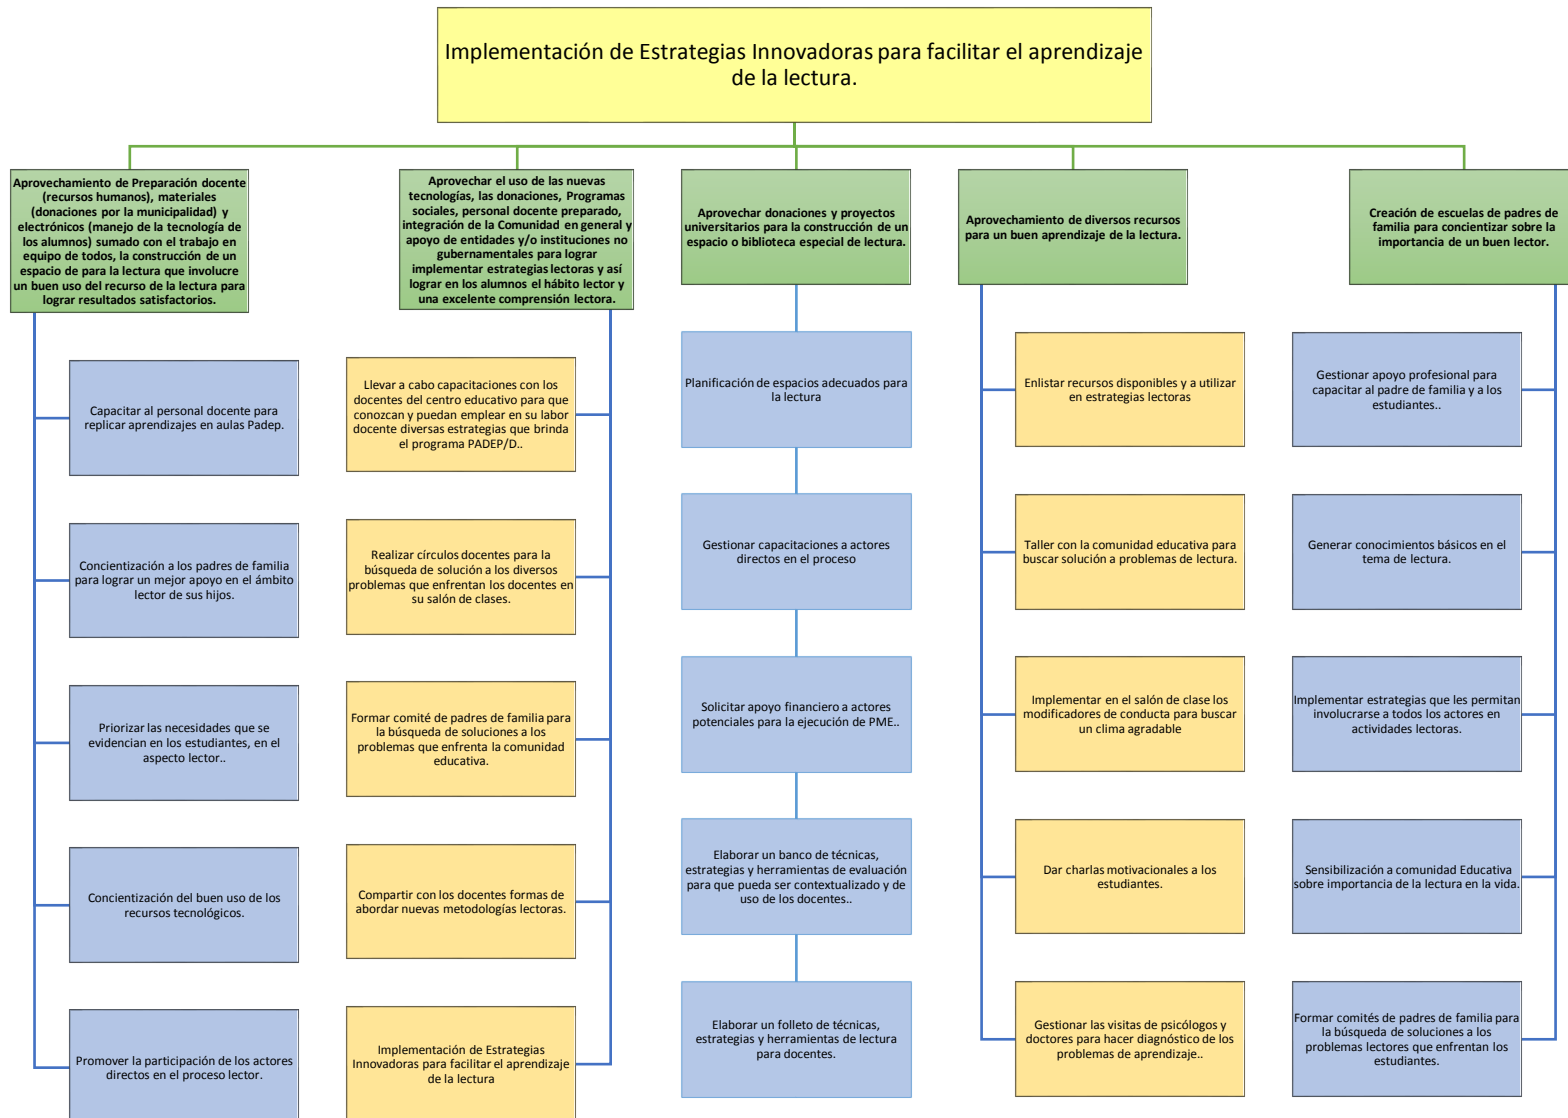 Implementación de Estrategias Innovadoras para facilitar el aprendizaje
de la lectura.
Aprovechamiento de Preparación docente
(recursos humanos), materiales
(donaciones por la municipalidad) y
electrónicos (manejo de la tecnología de
los alumnos) sumado con el trabajo en
equipo de todos, la construcción de un
espacio de para la lectura que involucre
un buen uso del recurso de la lectura para
lograr resultados satisfactorios.
Capacitar al personal docente para
replicar aprendizajes en aulas Padep.
Concientización a los padres de familia
para lograr un mejor apoyo en el ámbito
lector de sus hijos.
Priorizar las necesidades que se
evidencian en los estudiantes, en el
aspecto lector..
Concientización del buen uso de los
recursos tecnológicos.
Promover la participación de los actores
directos en el proceso lector.
Aprovechar el uso de las nuevas
tecnologías, las donaciones, Programas
sociales, personal docente preparado,
integración de la Comunidad en general y
apoyo de entidades y/o instituciones no
gubernamentales para lograr
implementar estrategias lectoras y así
lograr en los alumnos el hábito lector y
una excelente comprensión lectora.
Llevar a cabo capacitaciones con los
docentes del centro educativo para que
conozcan y puedan emplear en su labor
docente diversas estrategias que brinda
el programa PADEP/D..
Realizar círculos docentes para la
búsqueda de solución a los diversos
problemas que enfrentan los docentes en
su salón de clases.
Formar comité de padres de familia para
la búsqueda de soluciones a los
problemas que enfrenta la comunidad
educativa.
Compartir con los docentes formas de
abordar nuevas metodologías lectoras.
Implementación de Estrategias
Innovadoras para facilitar el aprendizaje
de la lectura
Aprovechar donaciones y proyectos
universitarios para la construcción de un
espacio o biblioteca especial de lectura.
Planificación de espacios adecuados para
la lectura
Gestionar capacitaciones a actores
directos en el proceso
Solicitar apoyo financiero a actores
potenciales para la ejecución de PME..
Elaborar un banco de técnicas,
estrategias y herramientas de evaluación
para que pueda ser contextualizado y de
uso de los docentes..
Elaborar un folleto de técnicas,
estrategias y herramientas de lectura
para docentes.
Aprovechamiento de diversos recursos
para un buen aprendizaje de la lectura.
Enlistar recursos disponibles y a utilizar
en estrategias lectoras
Taller con la comunidad educativa para
buscar solución a problemas de lectura.
Implementar en el salón de clase los
modificadores de conducta para buscar
un clima agradable
Dar charlas motivacionales a los
estudiantes.
Gestionar las visitas de psicólogos y
doctores para hacer diagnóstico de los
problemas de aprendizaje..
Creación de escuelas de padres de
familia para concientizar sobre la
importancia de un buen lector.
Gestionar apoyo profesional para
capacitar al padre de familia y a los
estudiantes..
Generar conocimientos básicos en el
tema de lectura.
Implementar estrategias que les permitan
involucrarse a todos los actores en
actividades lectoras.
Sensibilización a comunidad Educativa
sobre importancia de la lectura en la vida.
Formar comités de padres de familia para
la búsqueda de soluciones a los
problemas lectores que enfrentan los
estudiantes.